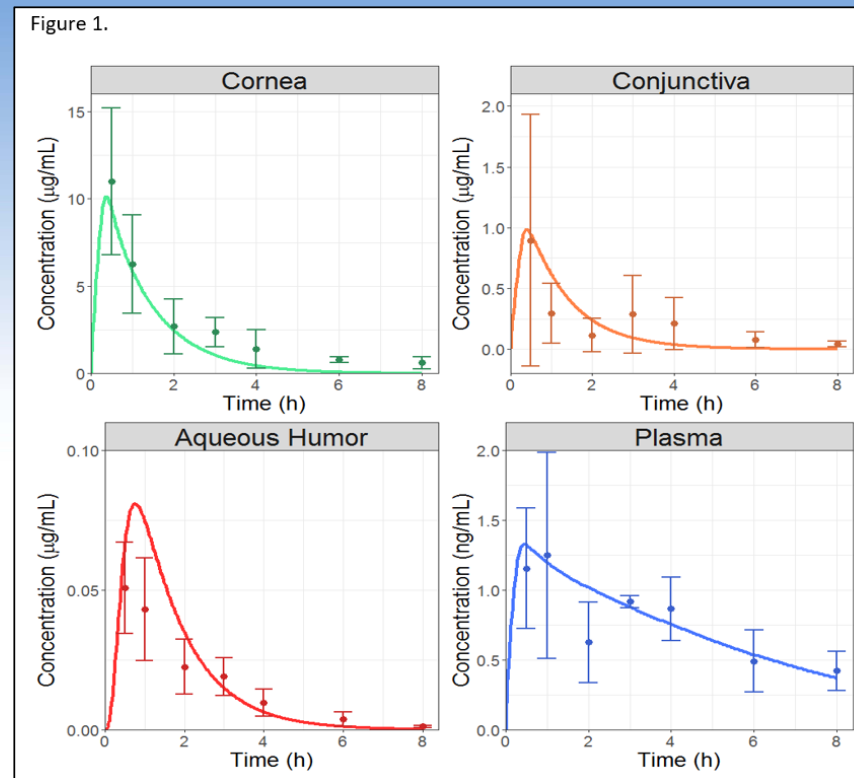 Figure 1.
Cornea
Concentration (μg/mL)
15
10
5
0
0 2 4 6 8
Time (h)
Conjunctiva
Concentration (μg/mL)
2.0
1.5
1.0
0.5
0.0
0 2 4 6 8
Time (h)
Aqueous Humor
Concentration (μg/mL)
0.10
0.05
0.00
0 2 4 6 8
Time (h)
Plasma
Concentration (ng/mL)
2.0
1.5
1.0
0.5
0.0
0 2 4 6 8
Time (h)